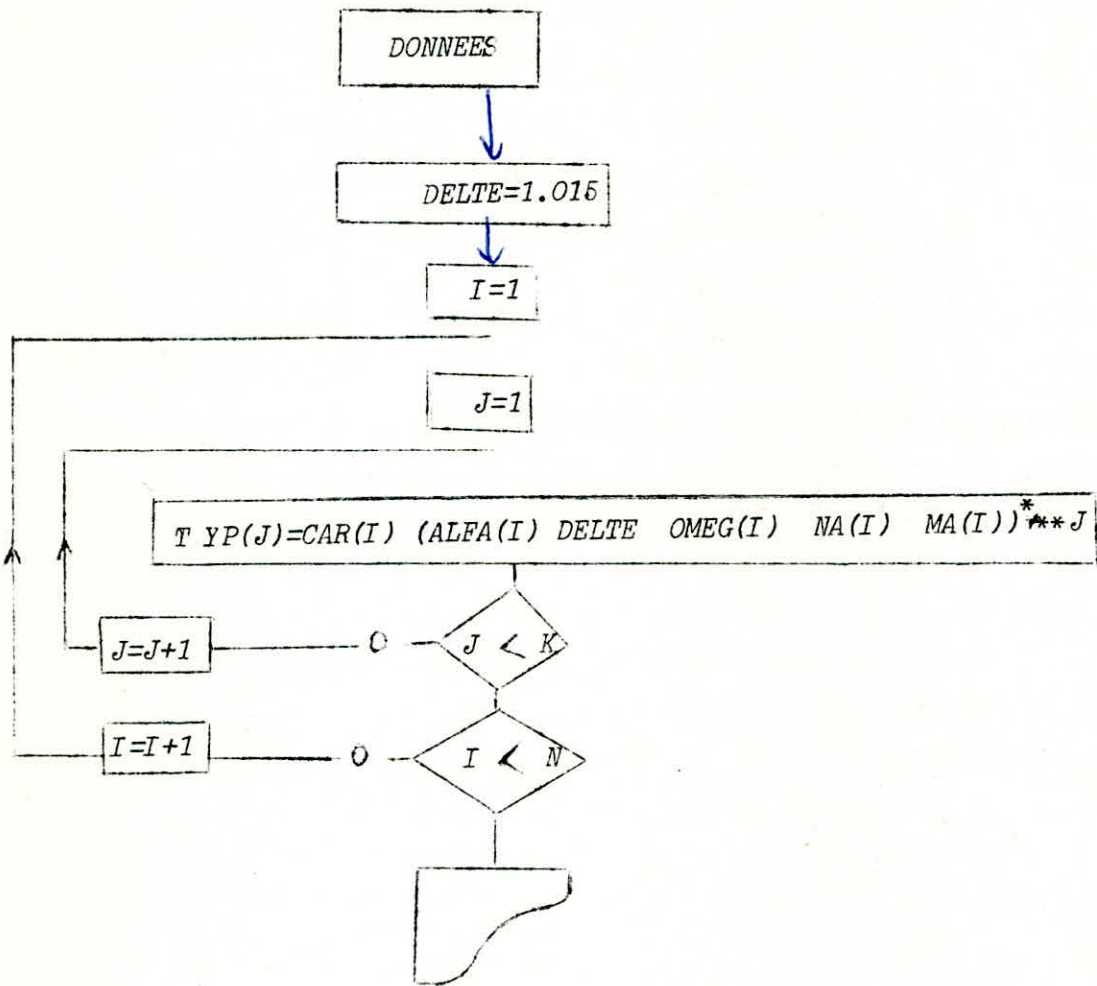 DONNEES
DELTE=1.015
I=1
J=1
T YP(J)=CAR(I) (ALFA(I) DELTE OMEG(I) NA(I) MA(I))***J
J=J+1 O J < K
I=I+1 O I < N